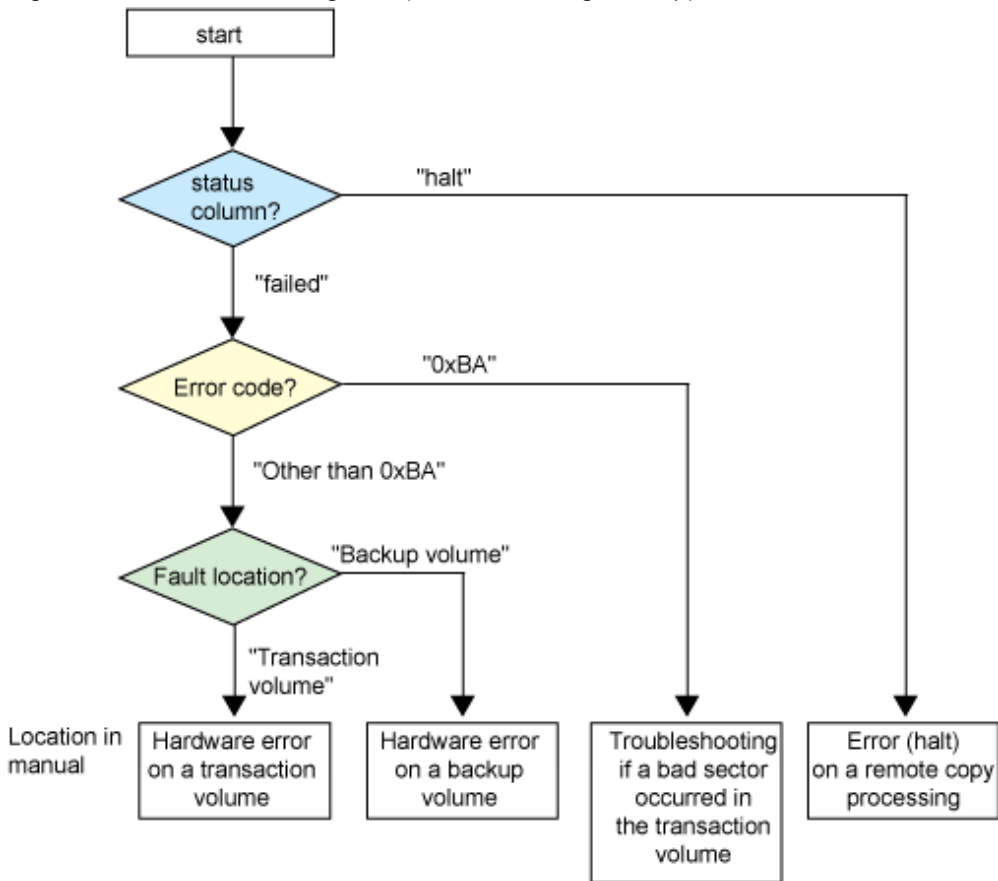 start
status
column?
"halt"
"failed"
Error code?
"0xBA"
"Other than 0xBA"
Fault location?
"Backup volume"
"Transaction
volume"
Location in
manual
Hardware error
on a transaction
volume
Hardware error
on a backup
volume
Troubleshooting
if a bad sector
occurred in
the transaction
volume
Error (halt)
on a remote copy
processing